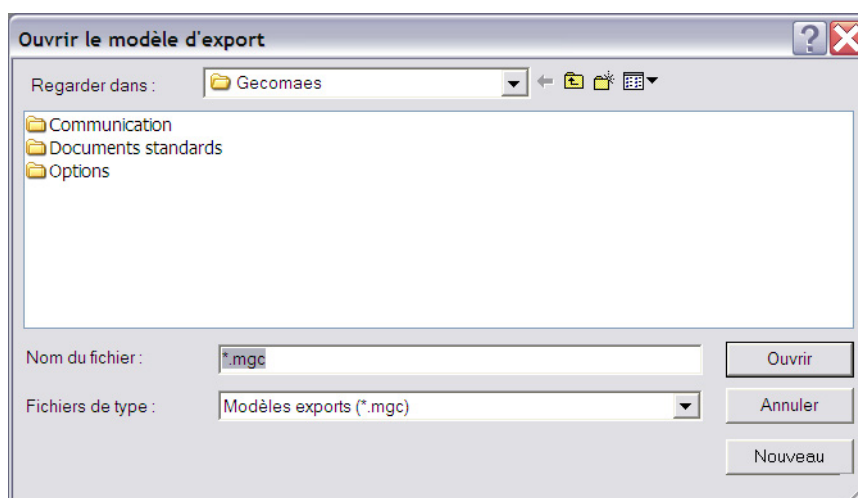 Ouvrir le modèle d'export
Regarder dans :
Gecomaes
Communication
Documents standards
Options
Nom du fichier :
*.mgc
Ouvrir
Fichiers de type :
Modèles exports (*.mgc)
Annuler
Nouveau